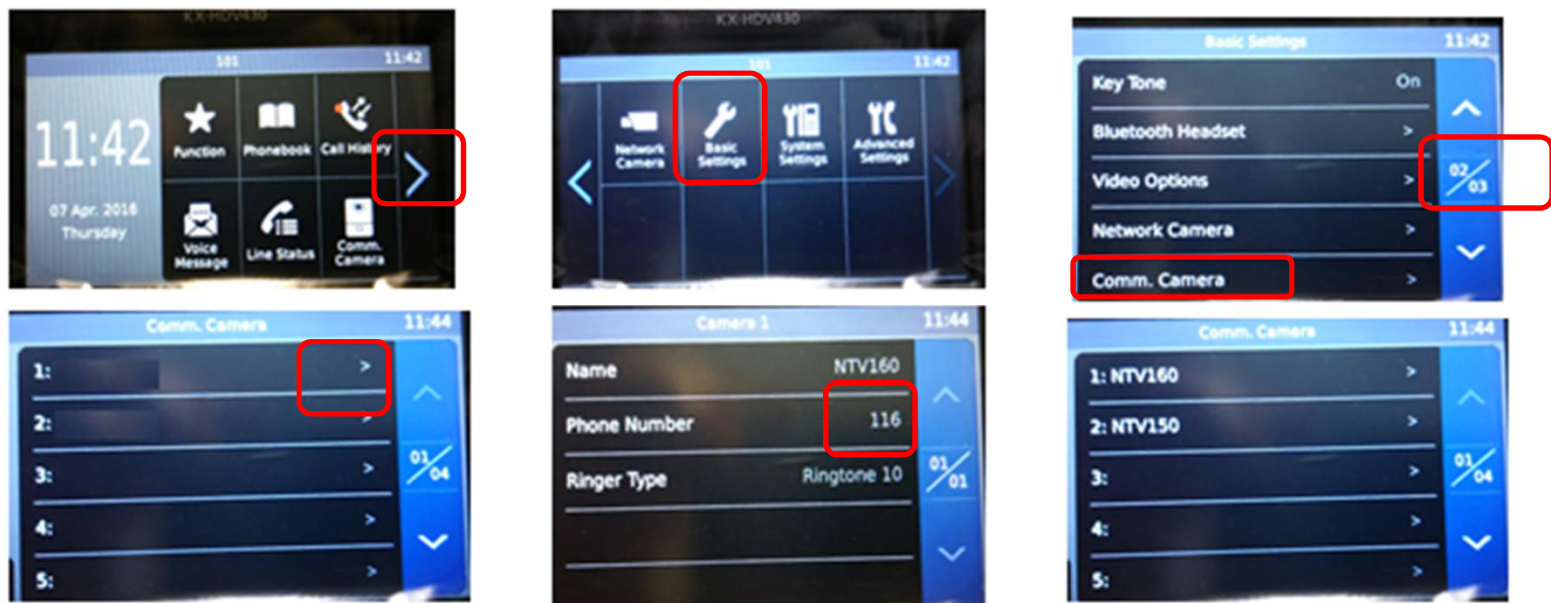 KX-HDV430
101 11:42
11:42
07 Apr. 2016
Thursday
Function Phonebook Call History
Voice Message Line Status Comm. Camera
KX-HDV430
101 11:42
Network Camera Basic Settings System Settings Advanced Settings
Basic Settings 11:42
Key Tone On
Bluetooth Headset >
Video Options >
02/03
Network Camera >
Comm. Camera >
Comm. Camera 11:44
1: >
2: >
3: >
01/04
4: >
5: >
Camera 1 11:44
Name NTV160
Phone Number 116
Ringer Type Ringtone 10
01/01
Comm. Camera 11:44
1: NTV160 >
2: NTV150 >
3: >
01/04
4: >
5: >